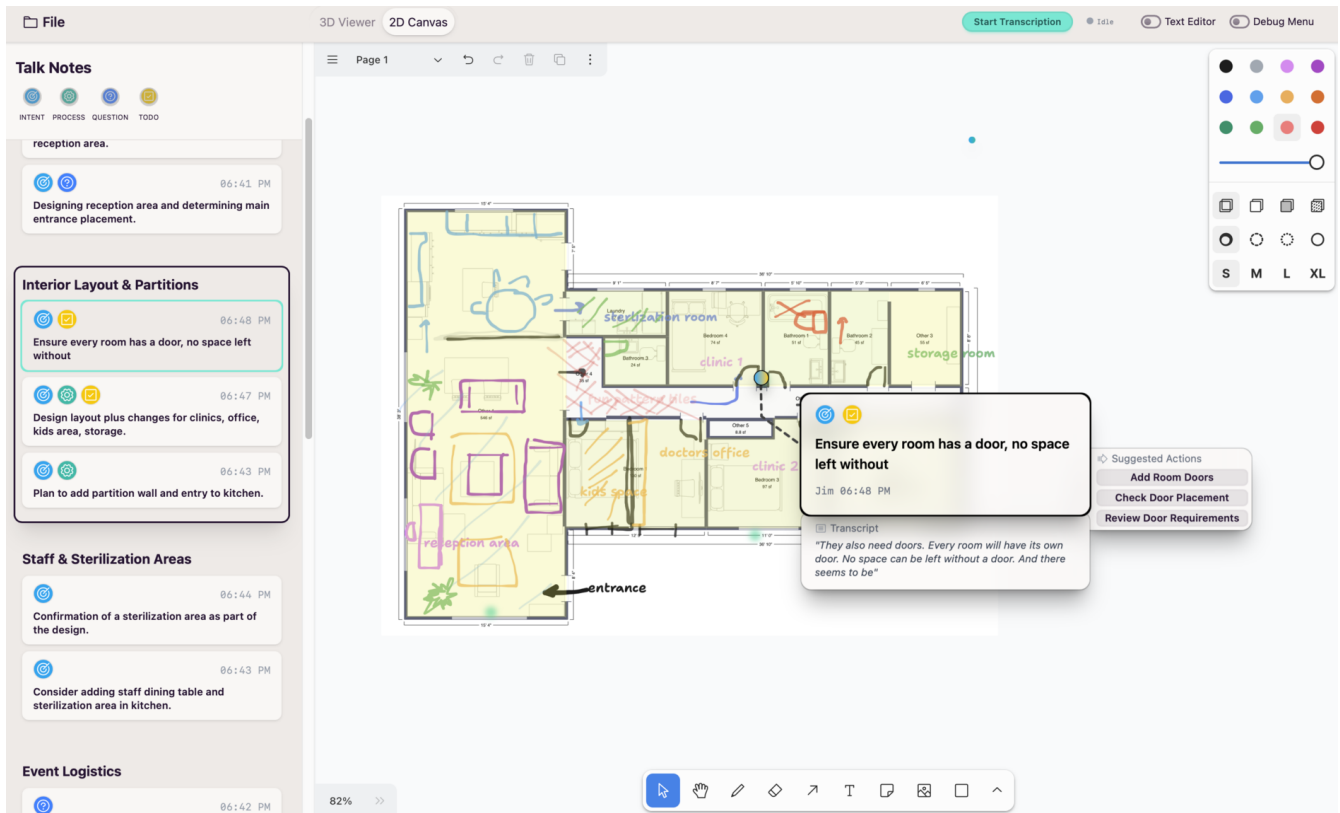 File
3D Viewer
2D Canvas
Start Transcription
Idle
Text Editor
Debug Menu
Talk Notes
INTENT
PROCESS
QUESTION
TODO
reception area.
06:41 PM
Designing reception area and determining main
entrance placement.
Interior Layout & Partitions
06:48 PM
Ensure every room has a door, no space left
without
06:47 PM
Design layout plus changes for clinics, office,
kids area, storage.
06:43 PM
Plan to add partition wall and entry to kitchen.
Staff & Sterilization Areas
06:44 PM
Confirmation of a sterilization area as part of
the design.
06:43 PM
Consider adding staff dining table and
sterilization area in kitchen.
Event Logistics
06:42 PM
Page 1
Laundry
sterlization room
Bedroom 4
Bedroom 1
Bathroom 2
Other 3
storage room
clinic 1
Bathroom 3
fun pattern tiles
Other 5
doctors office
clinic 2
Bedroom 3
kids space
reception area
entrance
Ensure every room has a door, no space
left without
Jim 06:48 PM
Transcript
"They also need doors. Every room will have its own
door. No space can be left without a door. And there
seems to be"
Suggested Actions
Add Room Doors
Check Door Placement
Review Door Requirements
S M L XL
82%
T